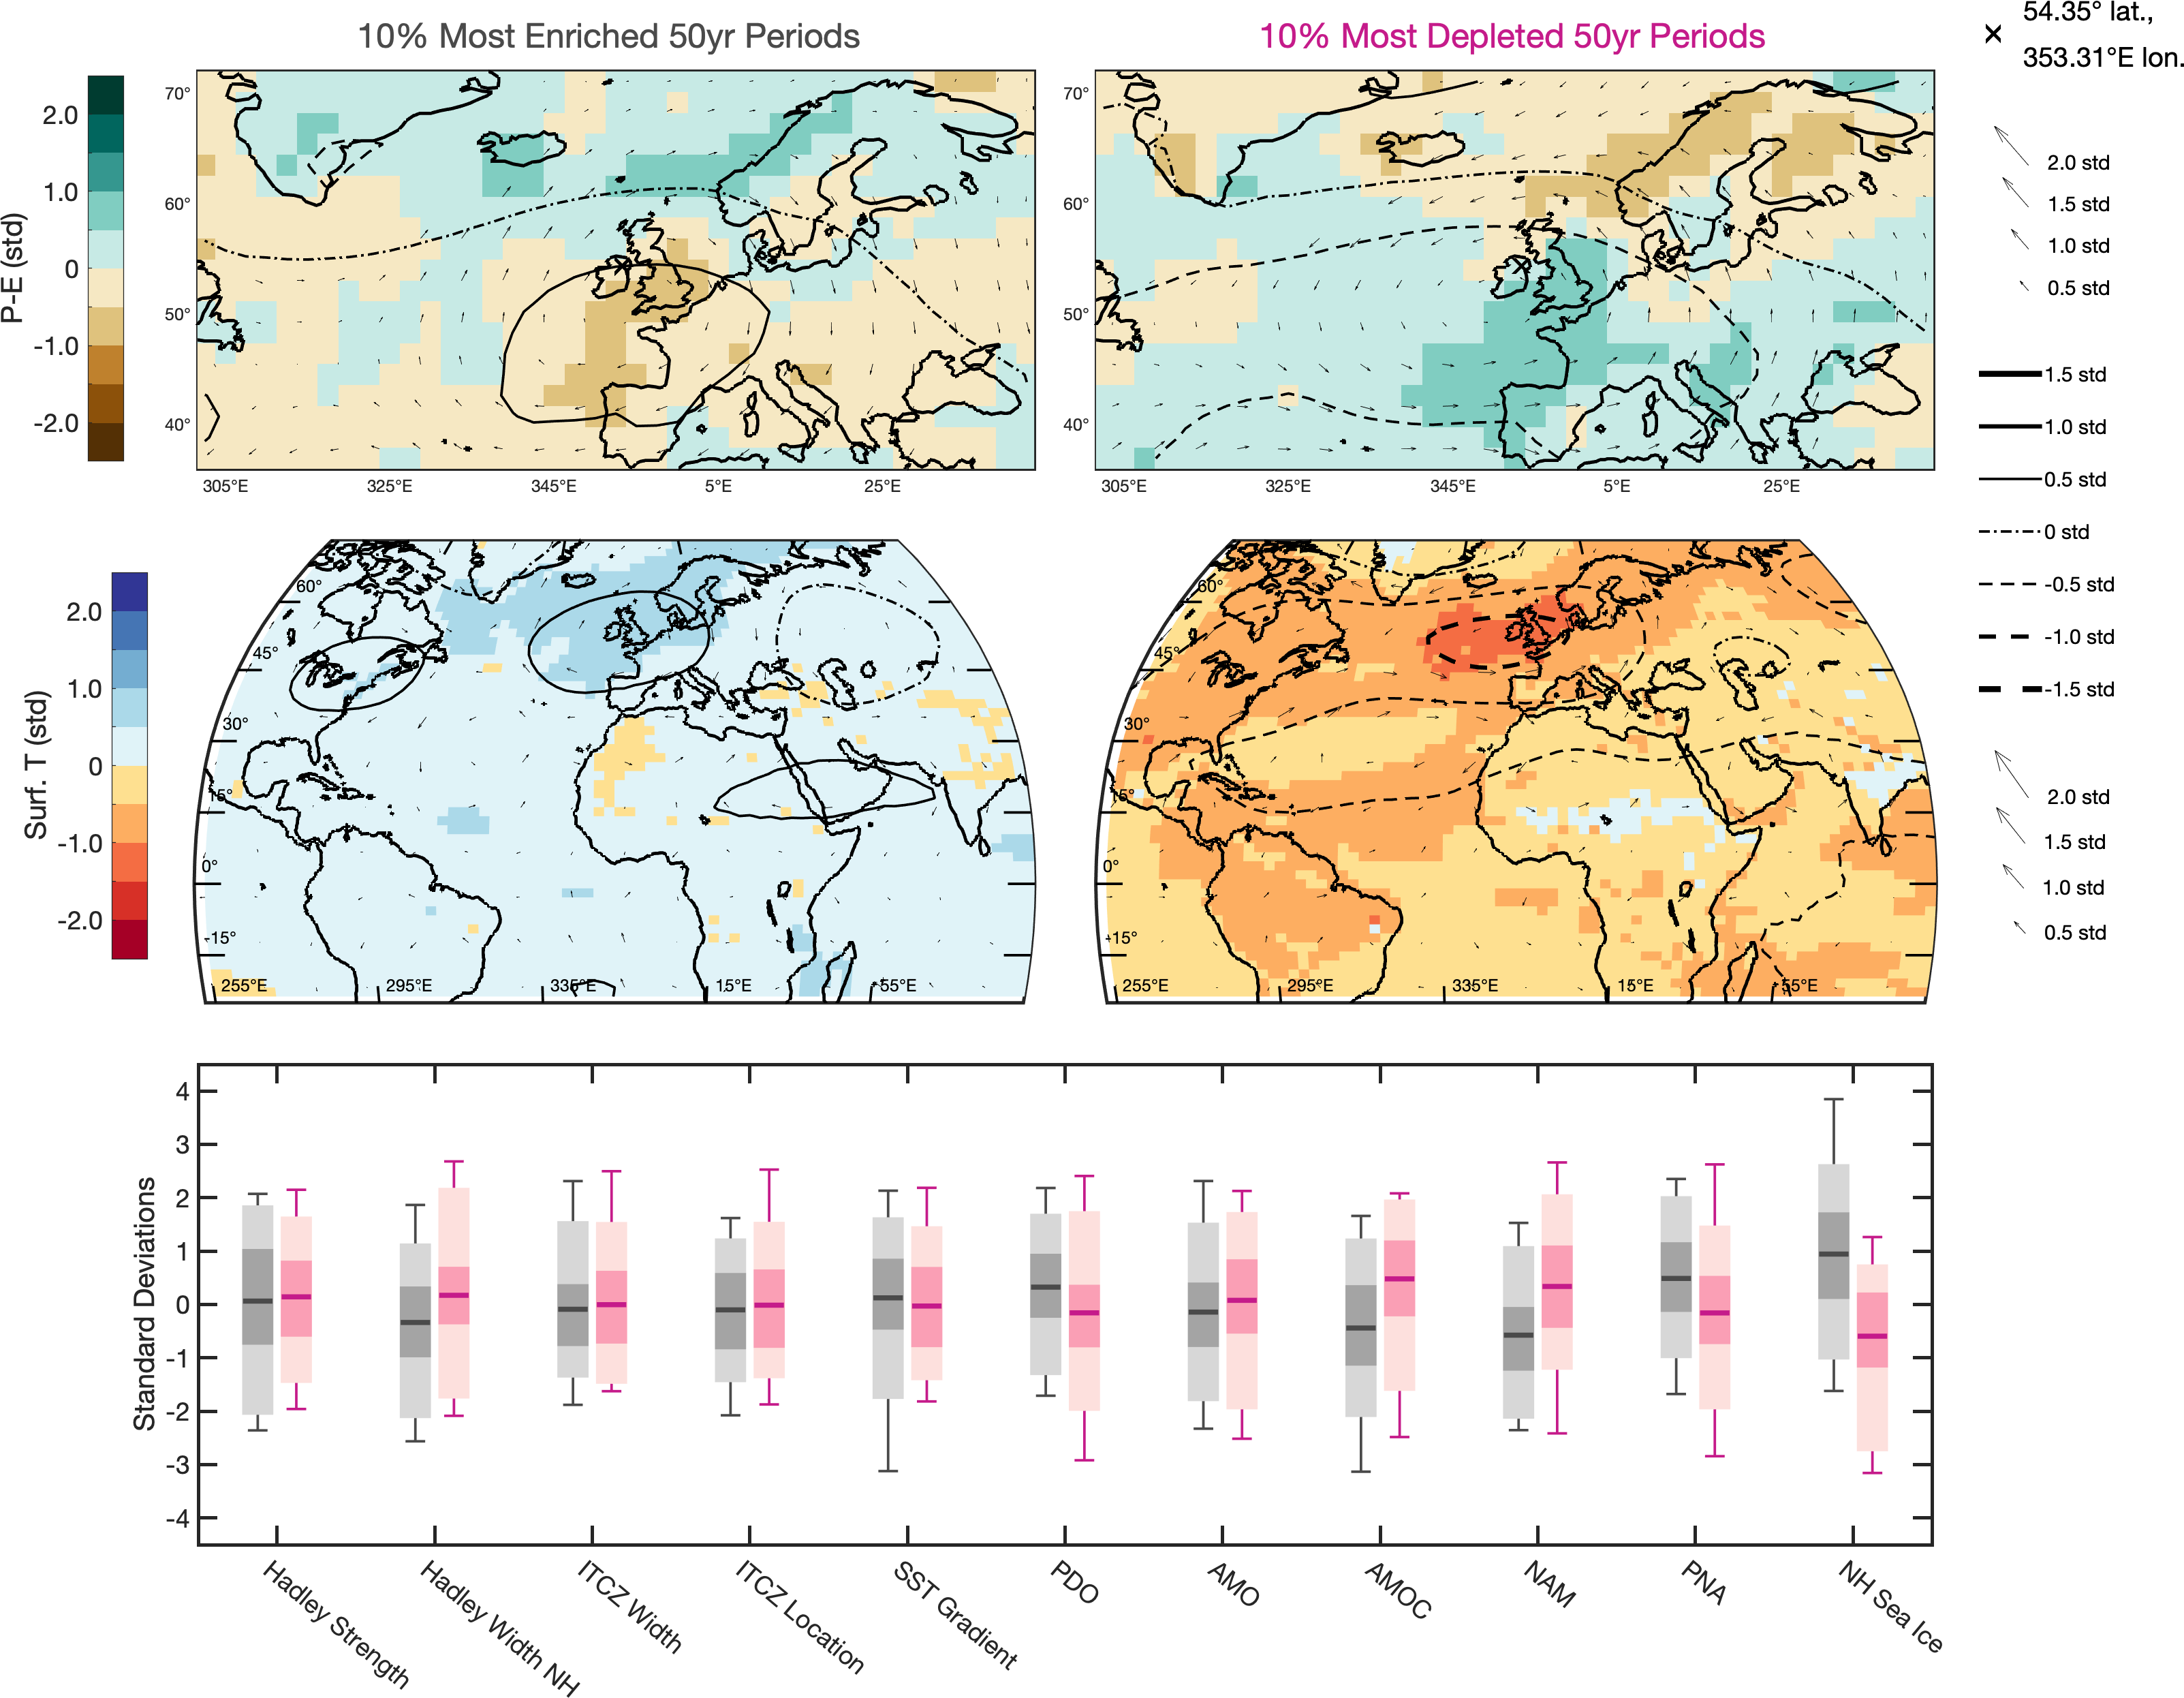 10% Most Enriched 50yr Periods
10% Most Depleted 50yr Periods
54.35° lat.,
353.31°E lon.
P-E (std)
2.0
1.0
0
-1.0
-2.0
70°
60°
50°
40°
305°E 325°E 345°E 5°E 25°E
70°
60°
50°
40°
305°E 325°E 345°E 5°E 25°E
2.0 std
1.5 std
1.0 std
0.5 std
1.5 std
1.0 std
0.5 std
0 std
-0.5 std
-1.0 std
-1.5 std
2.0 std
1.5 std
1.0 std
0.5 std
Surf. T (std)
2.0
1.0
0
-1.0
-2.0
60°
45°
30°
15°
0°
-15°
255°E 295°E 335°E 15°E 55°E
60°
45°
30°
15°
0°
-15°
255°E 295°E 335°E 15°E 55°E
Standard Deviations
4
3
2
1
0
-1
-2
-3
-4
Hadley Strength
Hadley Width NH
ITCZ Width
ITCZ Location
SST Gradient
PDO
AMO
AMOC
NAM
PNA
NH Sea Ice